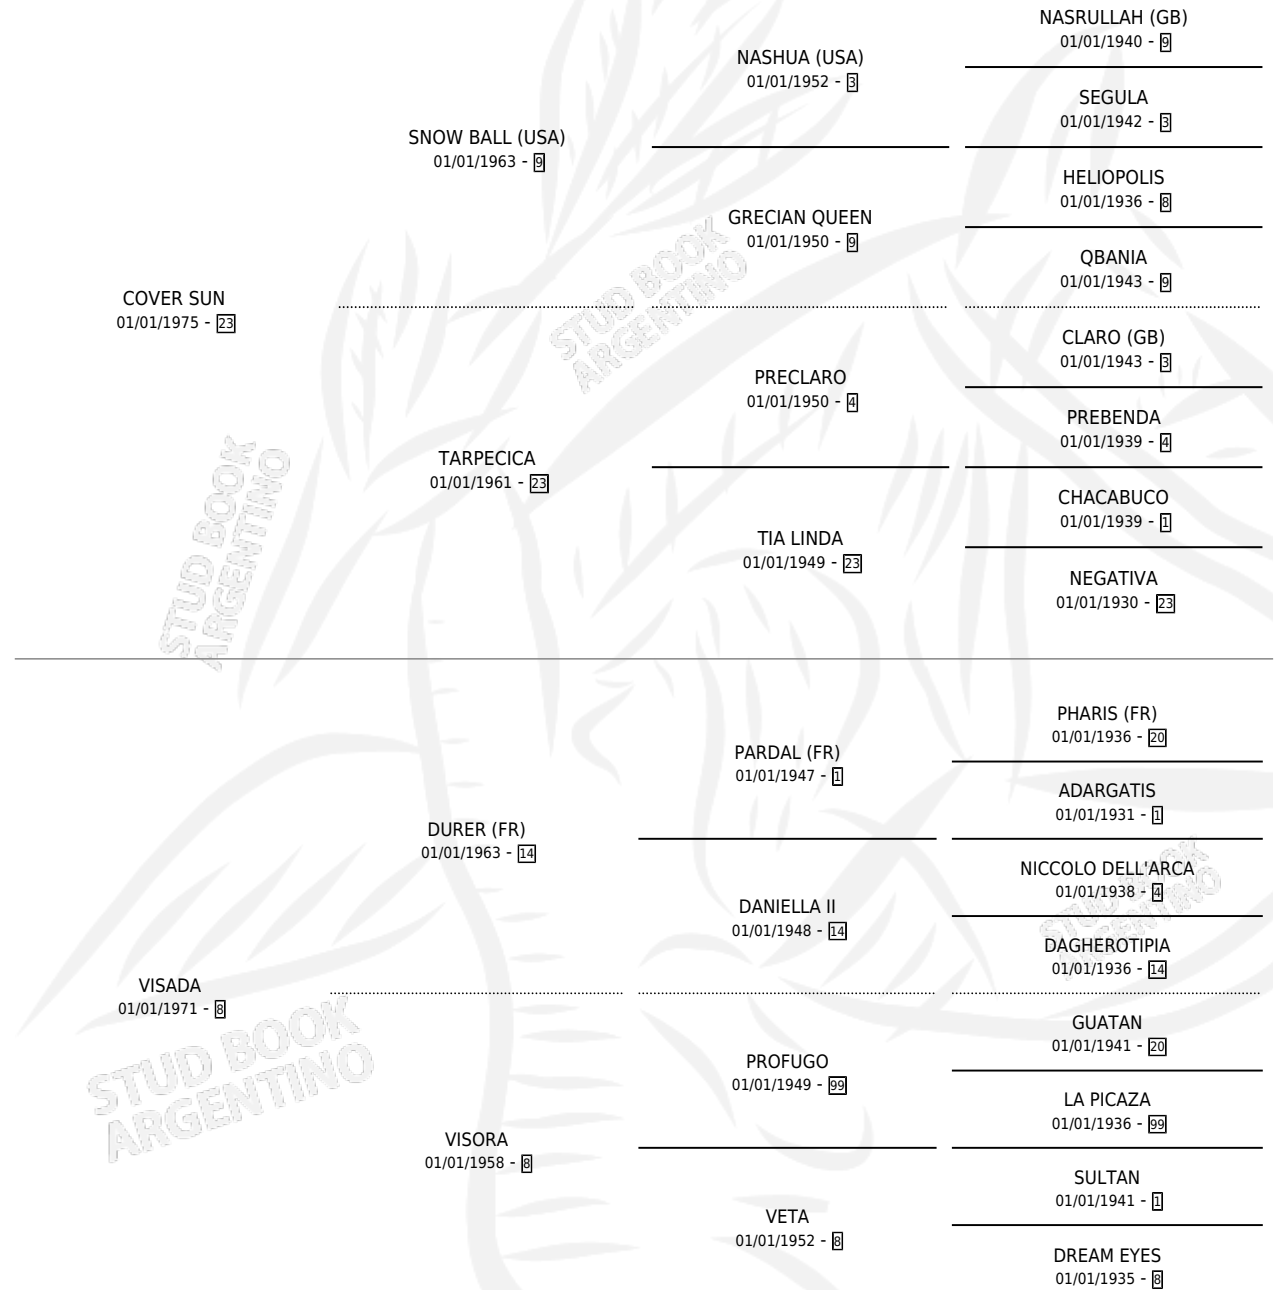 NASRULLAH (GB)
01/01/1940 - 9
NASHUA (USA)
01/01/1952 - 3
SEGULA
01/01/1942 - 3
SNOW BALL (USA)
01/01/1963 - 9
HELIOPOLIS
01/01/1936 - 8
GRECIAN QUEEN
01/01/1950 - 9
QBANIA
01/01/1943 - 9
COVER SUN
01/01/1975 - 23
CLARO (GB)
01/01/1943 - 3
PRECLARO
01/01/1950 - 4
PREBENDA
01/01/1939 - 4
TARPECICA
01/01/1961 - 23
CHACABUCO
01/01/1939 - 1
TIA LINDA
01/01/1949 - 23
NEGATIVA
01/01/1930 - 23
PHARIS (FR)
01/01/1936 - 20
PARDAL (FR)
01/01/1947 - 1
ADARGATIS
01/01/1931 - 1
DURER (FR)
01/01/1963 - 14
NICCOLO DELL'ARCA
01/01/1938 - 4
DANIELLA II
01/01/1948 - 14
DAGHEROTIPIA
01/01/1936 - 14
VISADA
01/01/1971 - 8
GUATAN
01/01/1941 - 20
PROFUGO
01/01/1949 - 99
LA PICAZA
01/01/1936 - 99
VISORA
01/01/1958 - 8
SULTAN
01/01/1941 - 1
VETA
01/01/1952 - 8
DREAM EYES
01/01/1935 - 8
STUD BOOK
ARGENTINO
STUD BOOK
ARGENTINO
STUD BOOK
ARGENTINO
STUD BOOK
ARGENTINO